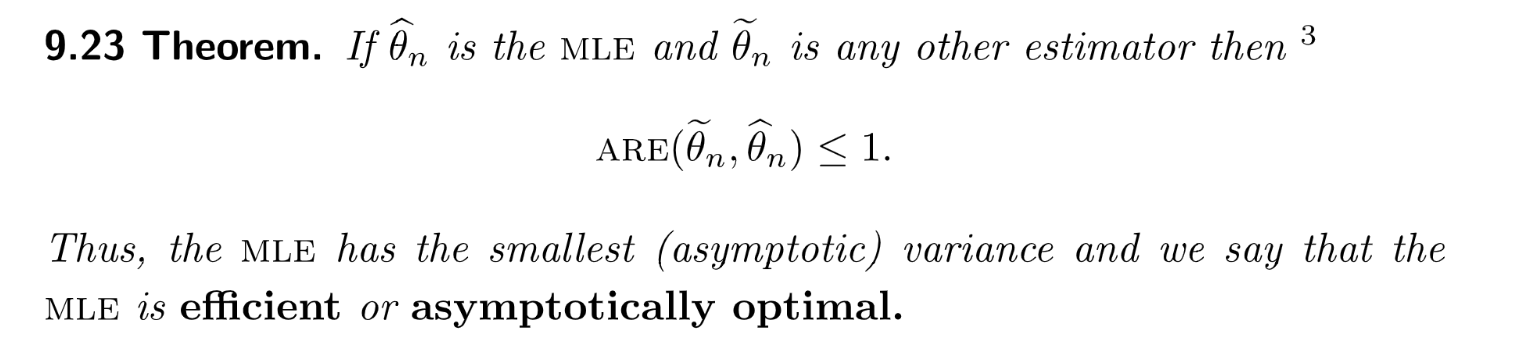 9.23 Theorem. If θ̂ₙ is the MLE and θ̃ₙ is any other estimator then ³
ARE(θ̃ₙ, θ̂ₙ) ≤ 1.
Thus, the MLE has the smallest (asymptotic) variance and we say that the
MLE is efficient or asymptotically optimal.